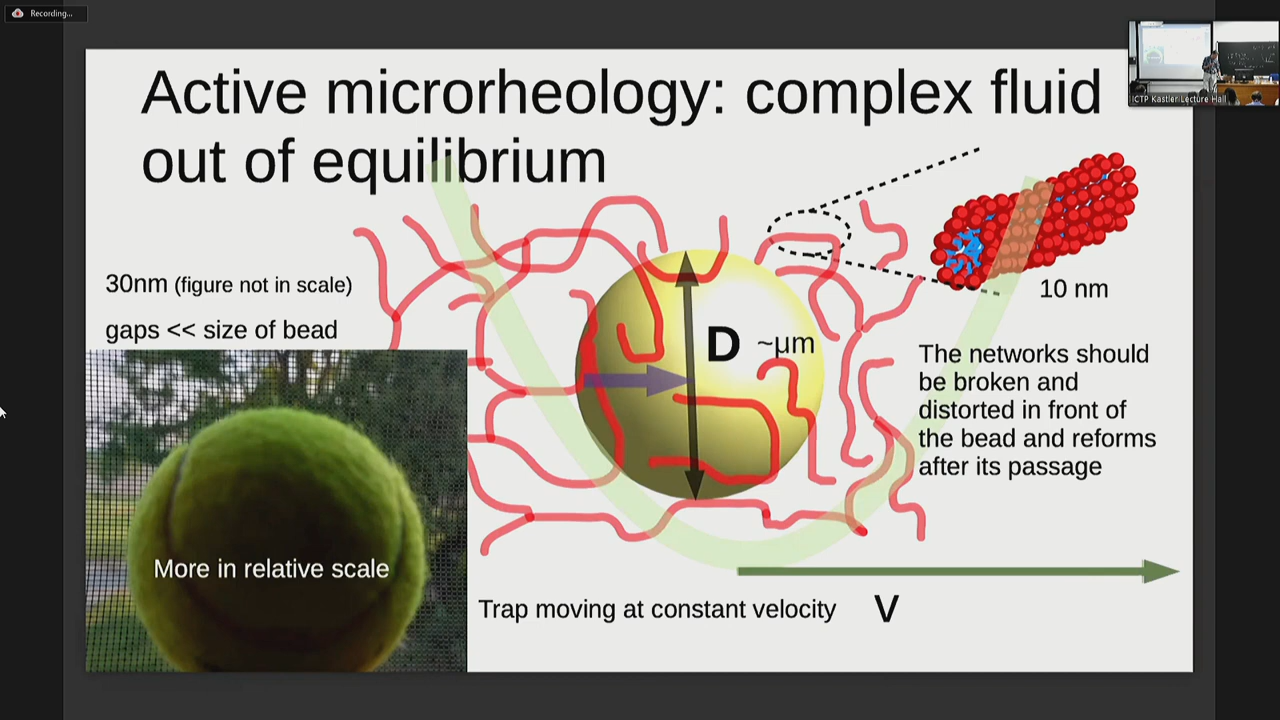 Recording...
ICTP Kastler Lecture Hall
Active microrheology: complex fluid
out of equilibrium
30nm (figure not in scale)
gaps << size of bead
D ~μm
10 nm
The networks should
be broken and
distorted in front of
the bead and reforms
after its passage
More in relative scale
Trap moving at constant velocity V